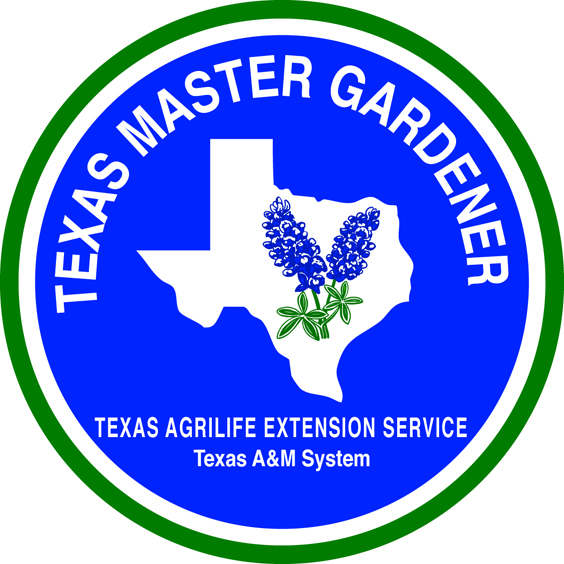 TEXAS MASTER GARDENER
TEXAS AGRILIFE EXTENSION SERVICE
Texas A&M System